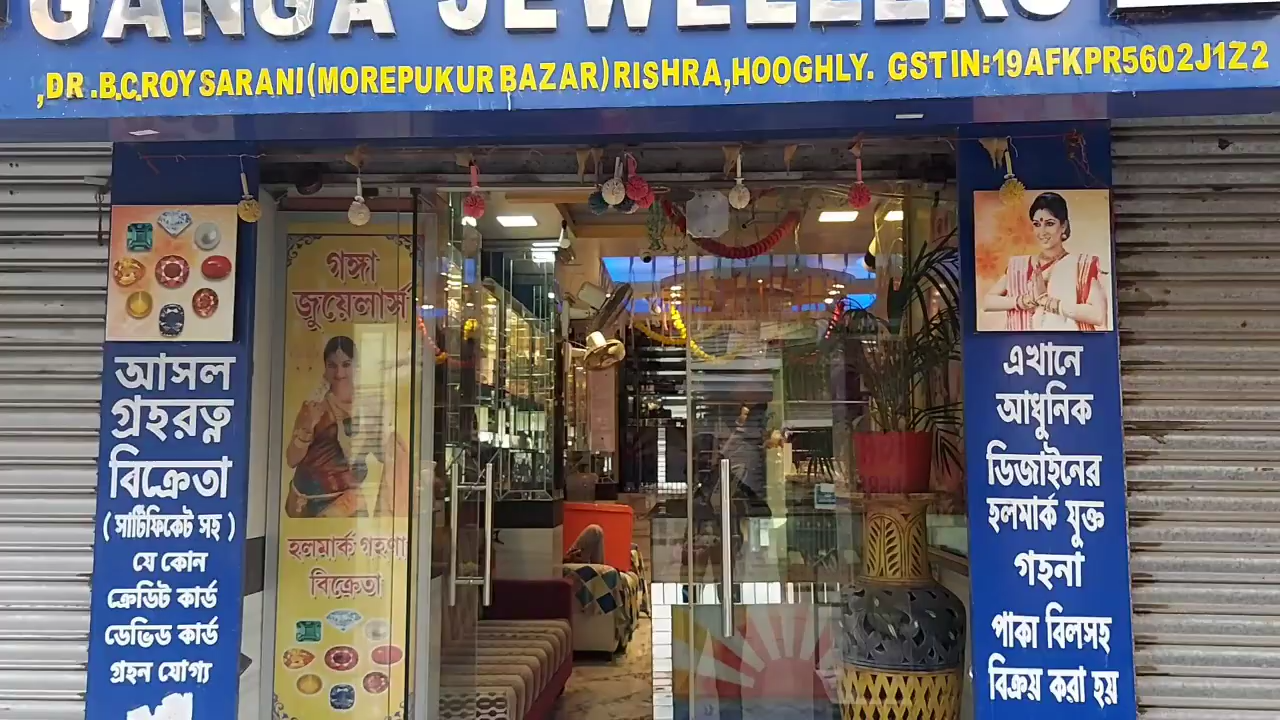 GANGA JEWELLERS
,DR.B.C.ROY SARANI (MOREPUKUR BAZAR) RISHRA,HOOGHLY. GSTIN:19AFKPR5602J1Z2
আসল
গ্রহরত্ন
বিক্রেতা
(সার্টিফিকেট সহ)
যে কোন
ক্রেডিট কার্ড
ডেভিড কার্ড
গ্রহন যোগ্য
গঙ্গা
জুয়েলার্স
হলমার্ক গহণা
বিক্রেতা
এখানে
আধুনিক
ডিজাইনের
হলমার্ক যুক্ত
গহনা
পাকা বিলসহ
বিক্রয় করা হয়